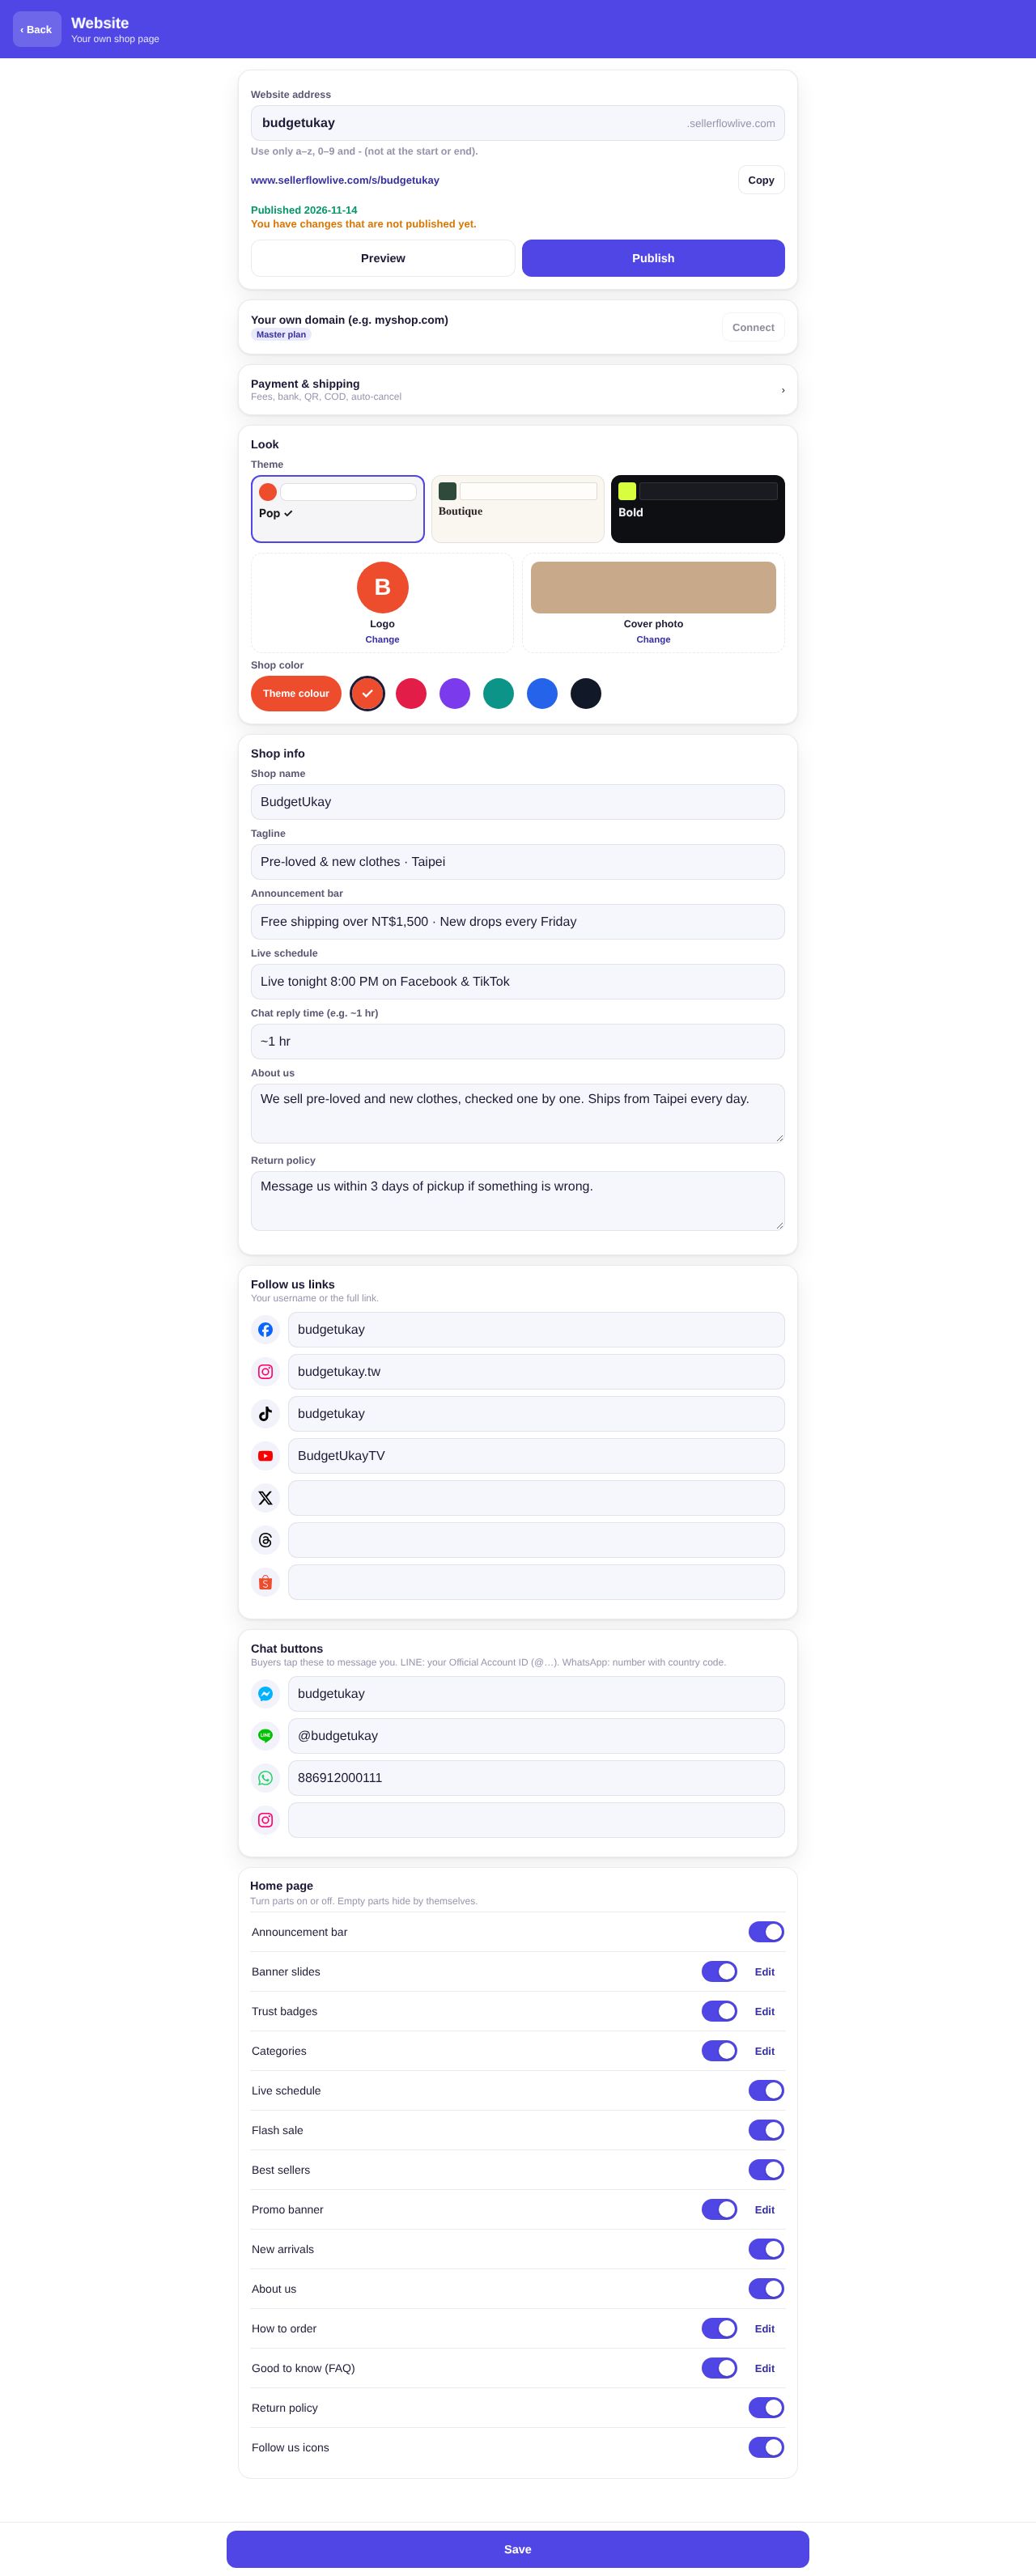 ‹ Back
Website
Your own shop page
Website address
budgetukay
.sellerflowlive.com
Use only a–z, 0–9 and - (not at the start or end).
www.sellerflowlive.com/s/budgetukay
Copy
Published 2026-11-14
You have changes that are not published yet.
Preview
Publish
Your own domain (e.g. myshop.com)
Master plan
Connect
Payment & shipping
Fees, bank, QR, COD, auto-cancel
›
Look
Theme
Pop ✓
Boutique
Bold
B
Logo
Change
Cover photo
Change
Shop color
Theme colour
Shop info
Shop name
BudgetUkay
Tagline
Pre-loved & new clothes · Taipei
Announcement bar
Free shipping over NT$1,500 · New drops every Friday
Live schedule
Live tonight 8:00 PM on Facebook & TikTok
Chat reply time (e.g. ~1 hr)
~1 hr
About us
We sell pre-loved and new clothes, checked one by one. Ships from Taipei every day.
Return policy
Message us within 3 days of pickup if something is wrong.
Follow us links
Your username or the full link.
budgetukay
budgetukay.tw
budgetukay
BudgetUkayTV
Chat buttons
Buyers tap these to message you. LINE: your Official Account ID (@…). WhatsApp: number with country code.
budgetukay
LINE
@budgetukay
886912000111
Home page
Turn parts on or off. Empty parts hide by themselves.
Announcement bar
Banner slides
Edit
Trust badges
Edit
Categories
Edit
Live schedule
Flash sale
Best sellers
Promo banner
Edit
New arrivals
About us
How to order
Edit
Good to know (FAQ)
Edit
Return policy
Follow us icons
Save